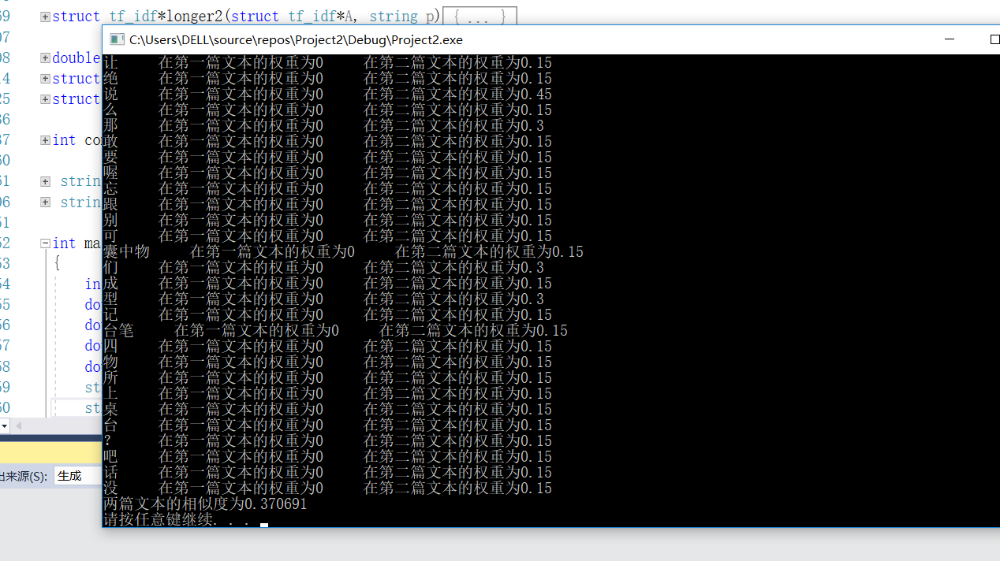 69 struct tf_idf*longer2(struct tf_idf*A, string p) { ... }
C:\Users\DELL\source\repos\Project2\Debug\Project2.exe
97
98 double
14 struct
25 struct
36
37 int co
60
61 strin
06 strin
51
52 int ma
53 {
54 in
55 do
56 do
57 do
58 do
59 st
60 st
让 在第一篇文本的权重为0 在第二篇文本的权重为0.15
绝 在第一篇文本的权重为0 在第二篇文本的权重为0.15
说 在第一篇文本的权重为0 在第二篇文本的权重为0.45
么 在第一篇文本的权重为0 在第二篇文本的权重为0.15
那 在第一篇文本的权重为0 在第二篇文本的权重为0.3
敢 在第一篇文本的权重为0 在第二篇文本的权重为0.15
要 在第一篇文本的权重为0 在第二篇文本的权重为0.15
喔 在第一篇文本的权重为0 在第二篇文本的权重为0.15
忘 在第一篇文本的权重为0 在第二篇文本的权重为0.15
跟 在第一篇文本的权重为0 在第二篇文本的权重为0.15
别 在第一篇文本的权重为0 在第二篇文本的权重为0.15
可 在第一篇文本的权重为0 在第二篇文本的权重为0.15
囊中物 在第一篇文本的权重为0 在第二篇文本的权重为0.15
们 在第一篇文本的权重为0 在第二篇文本的权重为0.3
成 在第一篇文本的权重为0 在第二篇文本的权重为0.15
型 在第一篇文本的权重为0 在第二篇文本的权重为0.3
记 在第一篇文本的权重为0 在第二篇文本的权重为0.15
台笔 在第一篇文本的权重为0 在第二篇文本的权重为0.15
四 在第一篇文本的权重为0 在第二篇文本的权重为0.15
物 在第一篇文本的权重为0 在第二篇文本的权重为0.15
所 在第一篇文本的权重为0 在第二篇文本的权重为0.15
上 在第一篇文本的权重为0 在第二篇文本的权重为0.15
桌 在第一篇文本的权重为0 在第二篇文本的权重为0.15
台 在第一篇文本的权重为0 在第二篇文本的权重为0.15
? 在第一篇文本的权重为0 在第二篇文本的权重为0.15
吧 在第一篇文本的权重为0 在第二篇文本的权重为0.15
话 在第一篇文本的权重为0 在第二篇文本的权重为0.15
没 在第一篇文本的权重为0 在第二篇文本的权重为0.15
两篇文本的相似度为0.370691
请按任意键继续. . .
出来源(S): 生成